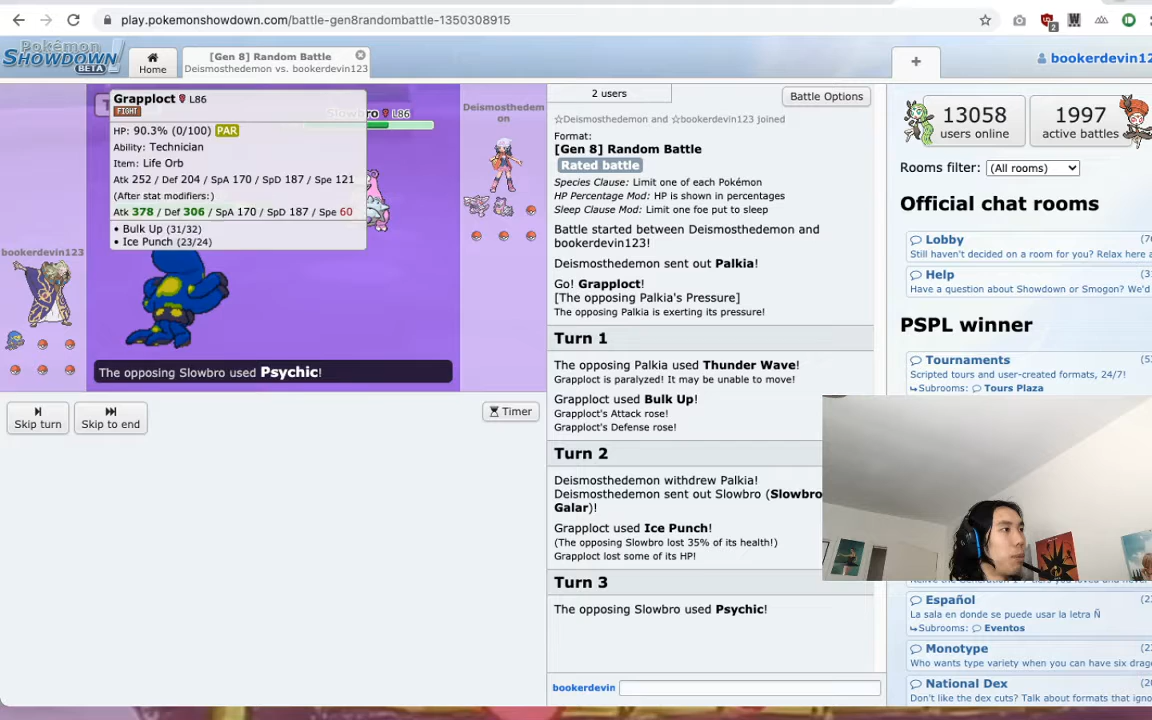 play.pokemonshowdown.com/battle-gen8randombattle-1350308915
2
Pokémon
SHOWDOWN
BETA
Home
[Gen 8] Random Battle
Deismosthedemon vs. bookerdevin123
+
bookerdevin12
Grapploct L86
FIGHT
HP: 90.3% (0/100) PAR
Ability: Technician
Item: Life Orb
Atk 252 / Def 204 / SpA 170 / SpD 187 / Spe 121
(After stat modifiers:)
Atk 378 / Def 306 / SpA 170 / SpD 187 / Spe 60
• Bulk Up (31/32)
• Ice Punch (23/24)
Slowbro L86
Deismosthedem
on
bookerdevin123
The opposing Slowbro used Psychic!
Skip turn
Skip to end
Timer
2 users
Battle Options
☆Deismosthedemon and ☆bookerdevin123 joined
Format:
[Gen 8] Random Battle
Rated battle
Species Clause: Limit one of each Pokémon
HP Percentage Mod: HP is shown in percentages
Sleep Clause Mod: Limit one foe put to sleep
Battle started between Deismosthedemon and
bookerdevin123!
Deismosthedemon sent out Palkia!
Go! Grapploct!
[The opposing Palkia's Pressure]
The opposing Palkia is exerting its pressure!
Turn 1
The opposing Palkia used Thunder Wave!
Grapploct is paralyzed! It may be unable to move!
Grapploct used Bulk Up!
Grapploct's Attack rose!
Grapploct's Defense rose!
Turn 2
Deismosthedemon withdrew Palkia!
Deismosthedemon sent out Slowbro (Slowbro
Galar)!
Grapploct used Ice Punch!
(The opposing Slowbro lost 35% of its health!)
Grapploct lost some of its HP!
Turn 3
The opposing Slowbro used Psychic!
bookerdevin
13058
users online
1997
active battles
Rooms filter: (All rooms)
Official chat rooms
Lobby
Still haven't decided on a room for you? Relax here a
Help
Have a question about Showdown or Smogon? We'd
PSPL winner
Tournaments
Scripted tours and user-created formats, 24/7!
↳Subrooms: Tours Plaza
Español
La sala en donde se puede usar la letra Ñ
↳Subrooms: Eventos
Monotype
Who wants type variety when you can have six drag
National Dex
Don't like the dex cuts? Talk about formats that igno